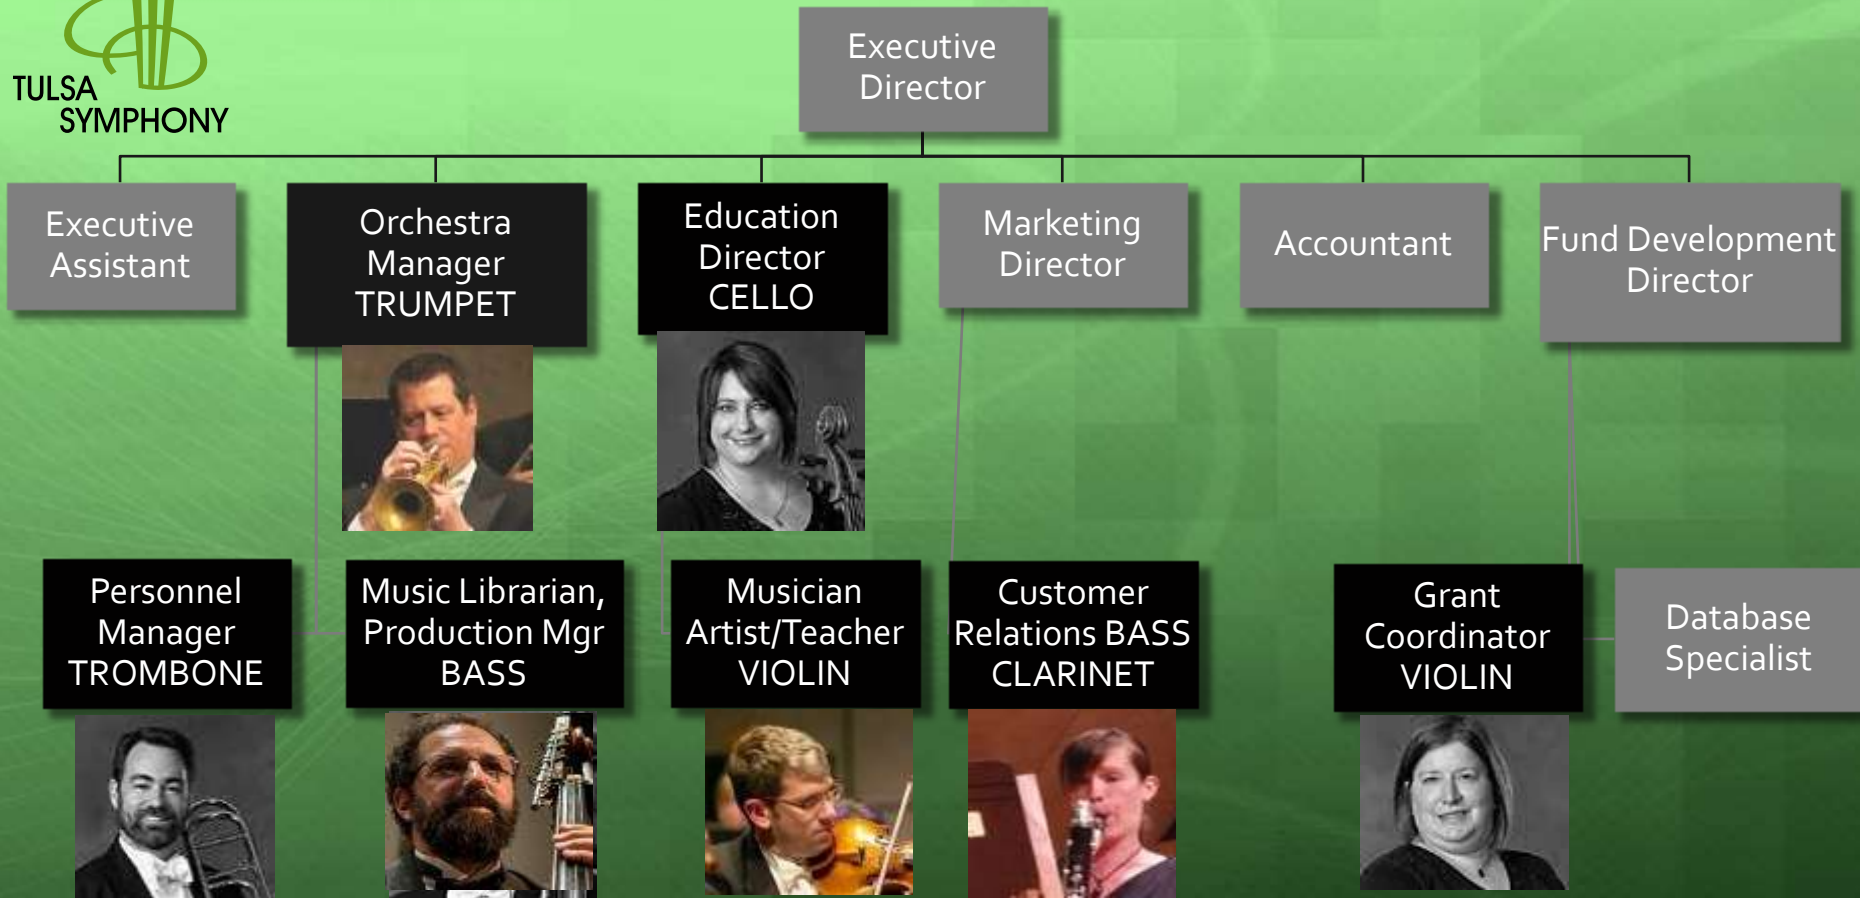 TULSA
SYMPHONY
Executive
Director
Executive
Assistant
Orchestra
Manager
TRUMPET
Education
Director
CELLO
Marketing
Director
Accountant
Fund Development
Director
Personnel
Manager
TROMBONE
Music Librarian,
Production Mgr
BASS
Musician
Artist/Teacher
VIOLIN
Customer
Relations BASS
CLARINET
Grant
Coordinator
VIOLIN
Database
Specialist